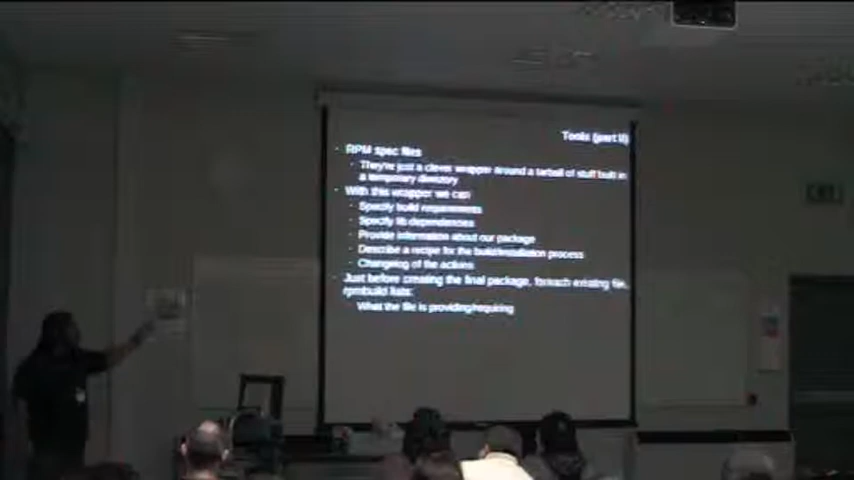 Tools (part II)
- RPM spec files
- They're just a clever wrapper around a tarball of stuff built in
a temporary directory
- With this wrapper we can
- Specify build requirements
- Specify its dependencies
- Provide information about our package
- Describe a recipe for the build/installation process
- Changelog of the actions
- Just before creating the final package, foreach existing file,
rpmbuild lists:
What the file is providing/requiring
EXIT